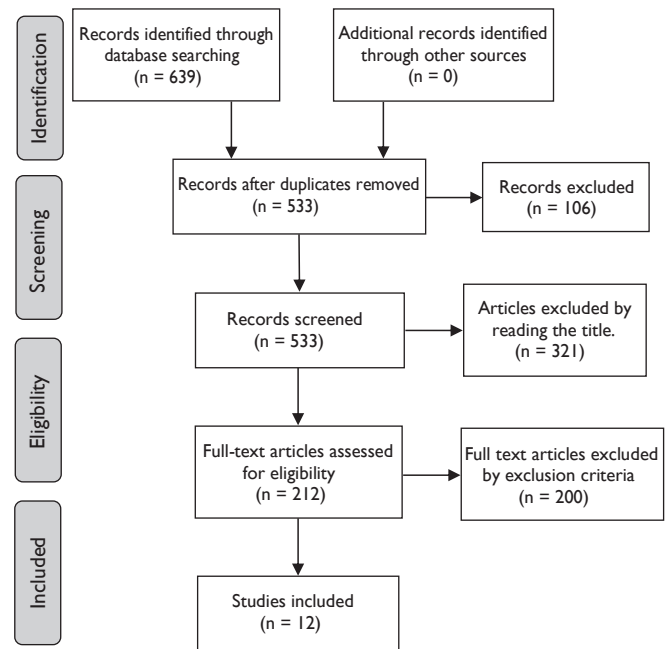 Identification
Records identified through
database searching
(n = 639)
Additional records identified
through other sources
(n = 0)
Records after duplicates removed
(n = 533)
Records excluded
(n = 106)
Screening
Records screened
(n = 533)
Articles excluded by
reading the title.
(n = 321)
Eligibility
Full-text articles assessed
for eligibility
(n = 212)
Full text articles excluded
by exclusion criteria
(n = 200)
Included
Studies included
(n = 12)